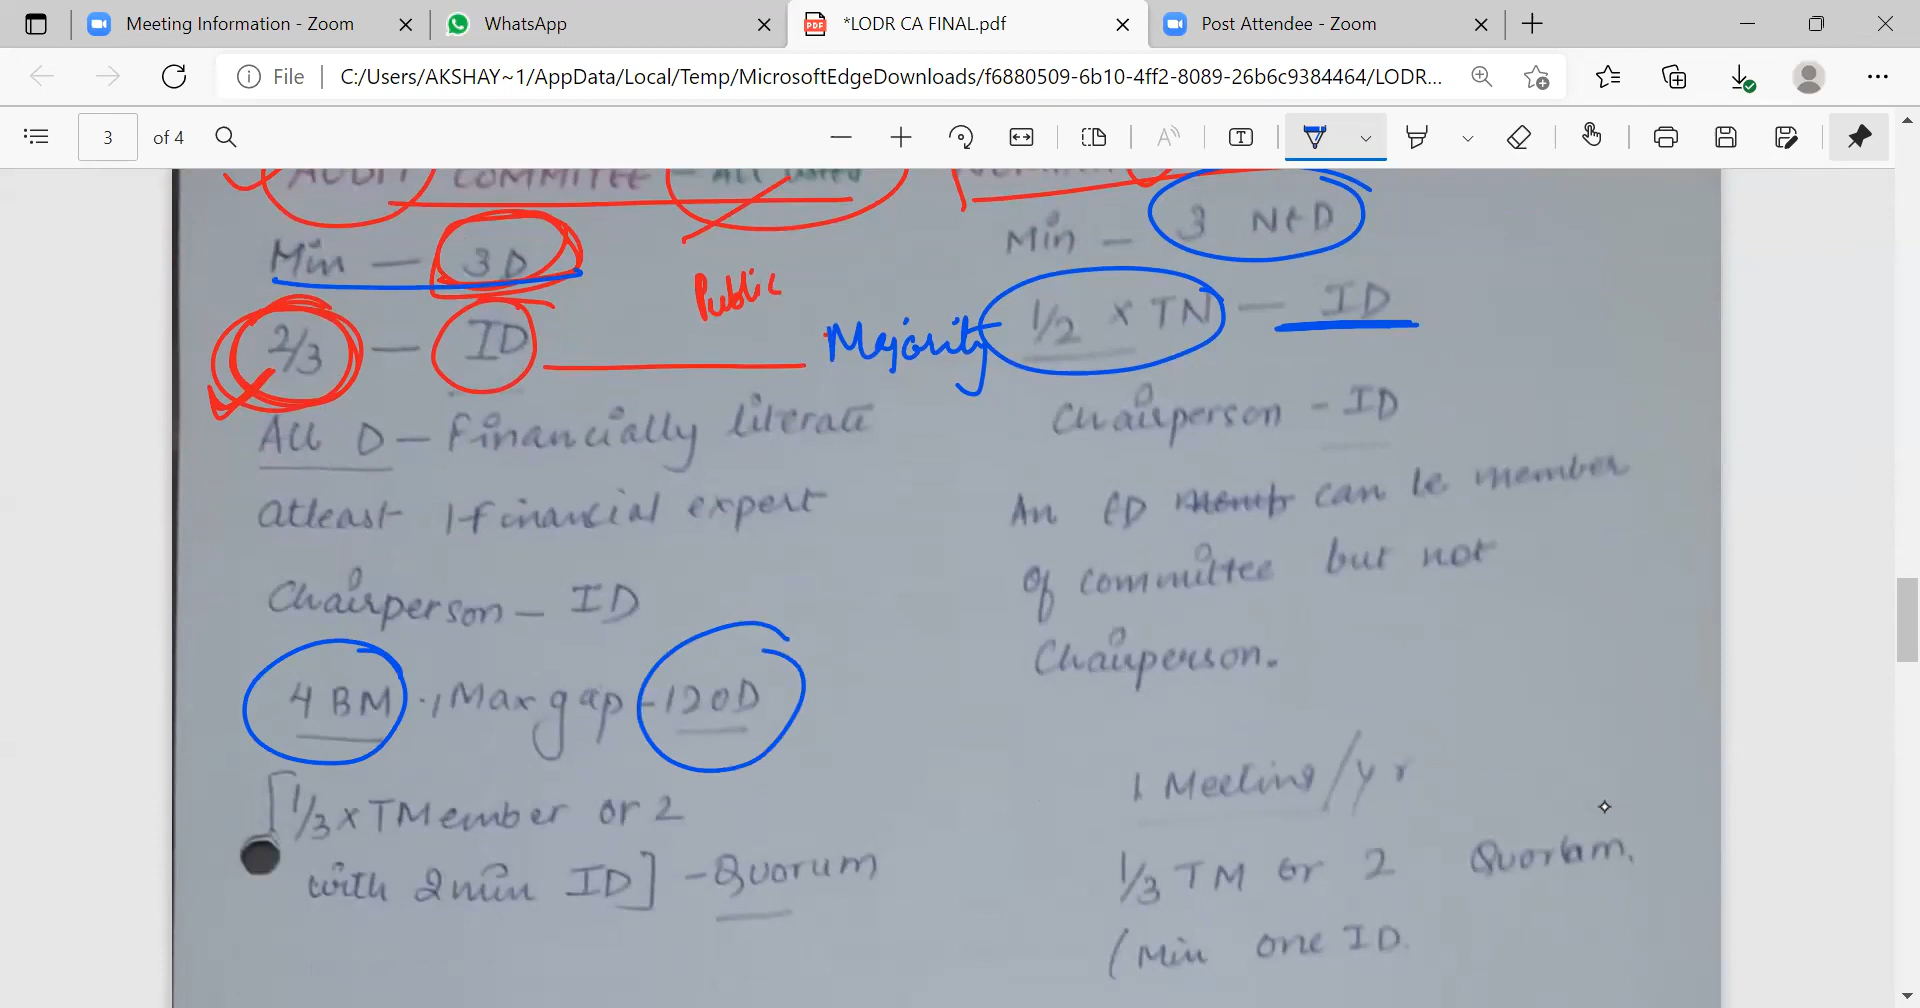 Meeting Information - Zoom
WhatsApp
*LODR CA FINAL.pdf
Post Attendee - Zoom
File
C:/Users/AKSHAY~1/AppData/Local/Temp/MicrosoftEdgeDownloads/f6880509-6b10-4ff2-8089-26b6c9384464/LODR...
3 of 4
AUDIT COMMITEE -
Min - 3D
Public
2/3 - ID
Majority
All D - Financially literate
atleast 1 financial expert
Chairperson - ID
4 BM , Max gap - 120D
[1/3 x TMember or 2
with 2 min ID] - Quorum
Min - 3 NED
1/2 x TN - ID
Chairperson - ID
An ED can be member
of committee but not
Chairperson.
1 Meeting/yr
1/3 TM or 2 Quorum.
(Min one ID.